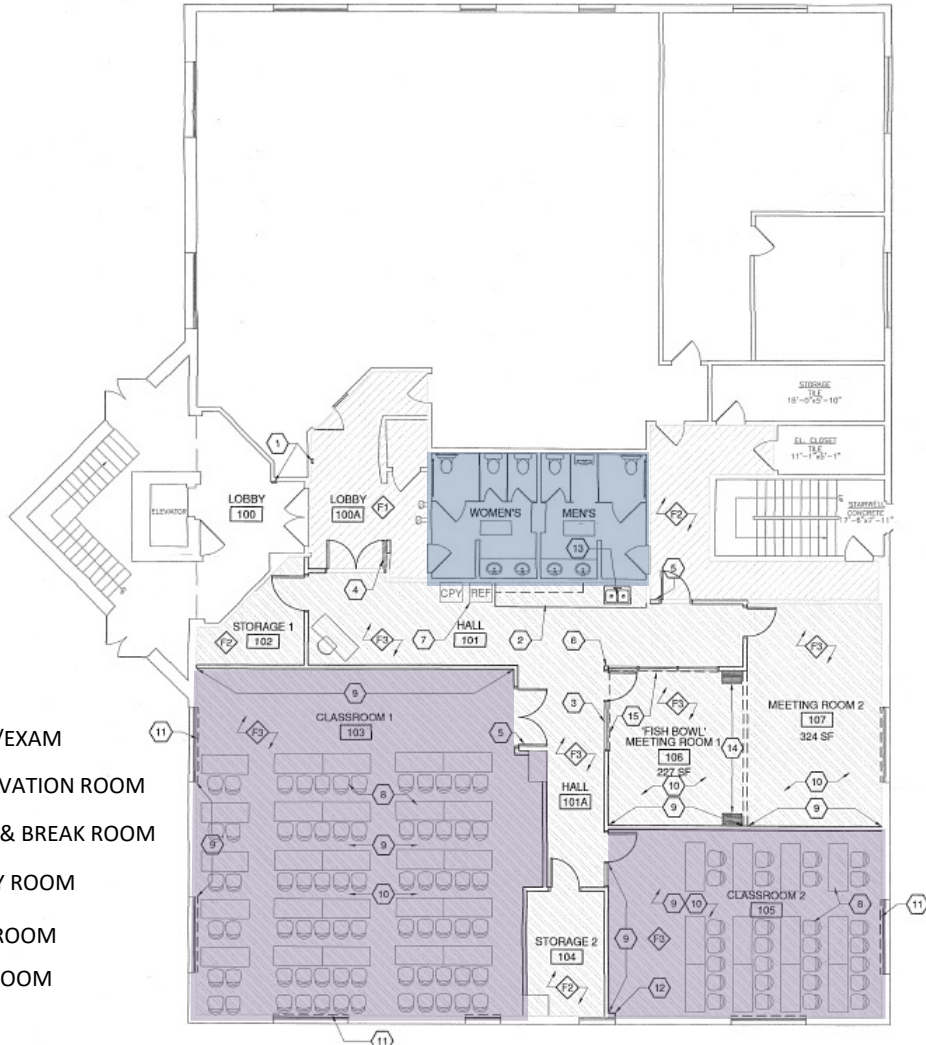 STORAGE
TILE
18'-0"x5'-10"
EL. CLOSET
TILE
11'-1"x5'-1"
STAIRWELL
CONCRETE
1
LOBBY
100
LOBBY
100A
F1
ELEVATOR
WOMEN'S
MEN'S
13
F2
5
4
CPY
REF
7
HALL
101
2
6
F3
STORAGE 1
102
F2
F3
9
CLASSROOM 1
103
F3
11
5
3
15
F3
'FISH BOWL'
MEETING ROOM 1
106
227 SF
14
10
9
MEETING ROOM 2
107
324 SF
10
9
F3
HALL
101A
8
9
9
10
/EXAM
VATION ROOM
& BREAK ROOM
Y ROOM
ROOM
OOM
CLASSROOM 2
105
9
10
8
11
9
F3
12
STORAGE 2
104
F2
11